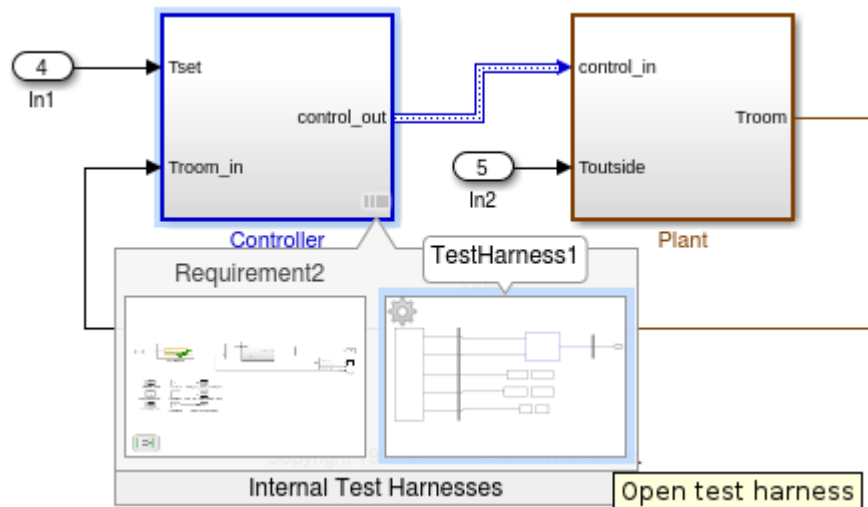 4
In1
Tset
Troom_in
control_out
Controller
5
In2
control_in
Toutside
Troom
Plant
Requirement2
TestHarness1
Internal Test Harnesses
Open test harness